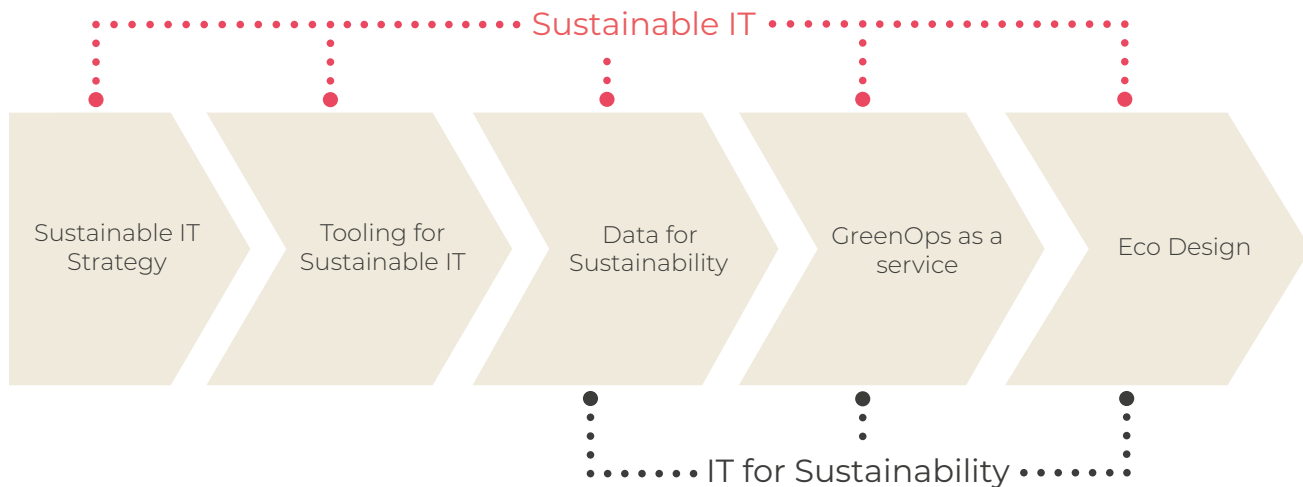 Sustainable IT
Sustainable IT
Strategy
Tooling for
Sustainable IT
Data for
Sustainability
GreenOps as a
service
Eco Design
IT for Sustainability